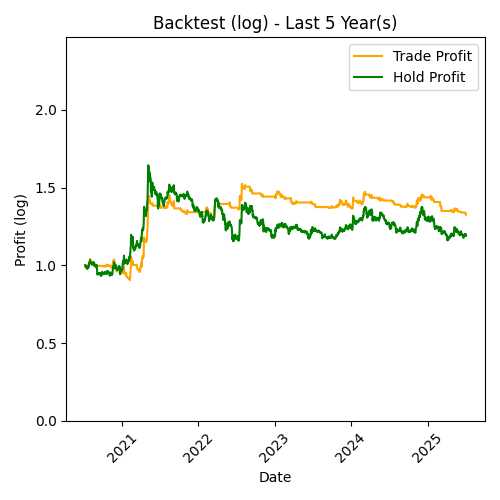 Backtest (log) - Last 5 Year(s)
Trade Profit
Hold Profit
Profit (log)
2.0
1.5
1.0
0.5
0.0
2021
2022
2023
2024
2025
Date